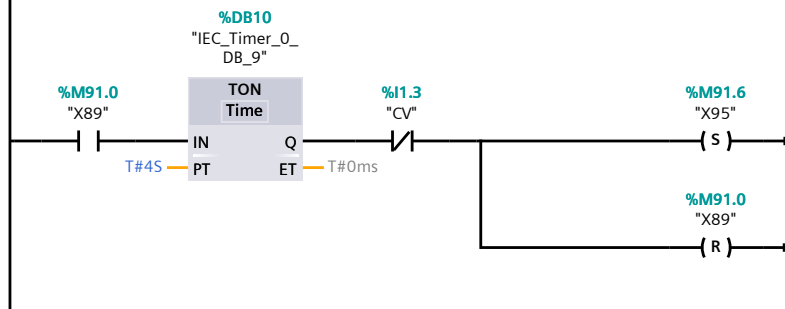 %DB10
"IEC_Timer_0_
DB_9"
%M91.0
"X89"
TON
Time
%I1.3
"CV"
%M91.6
"X95"
IN
Q
S
T#4S
PT
ET
T#0ms
%M91.0
"X89"
R